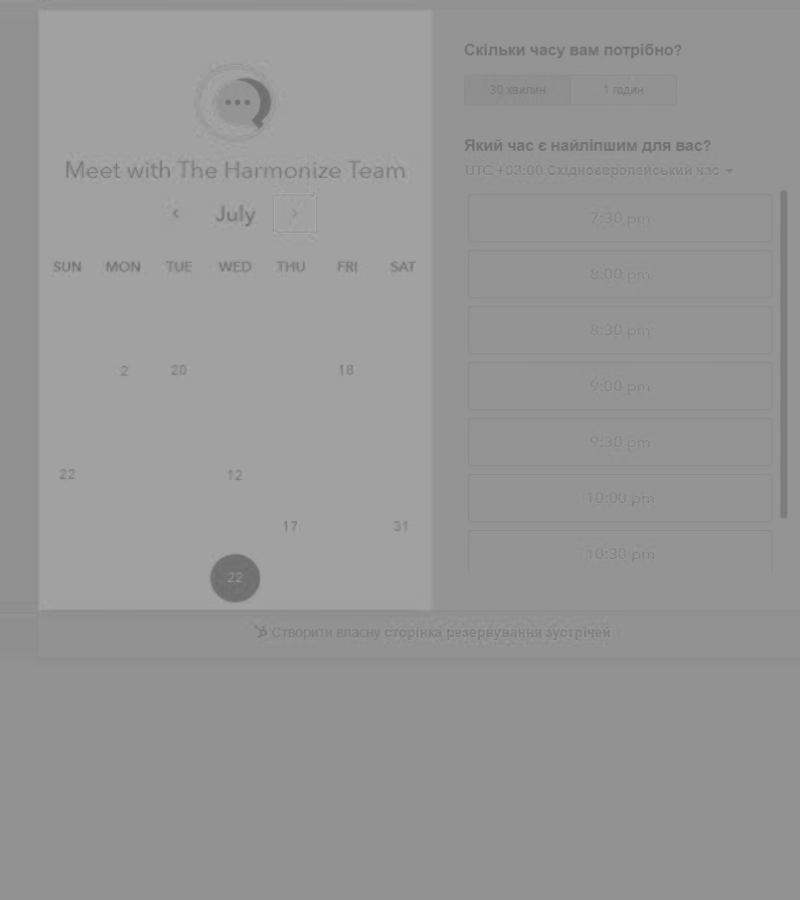 Meet with The Harmonize Team
July
SUN MON TUE WED THU FRI SAT
2 20 18
22 12
17 31
22
Скільки часу вам потрібно?
30 хвилин 1 годин
Який час є найліпшим для вас?
UTC +03:00 Східноєвропейський час
7:30 pm
8:00 pm
8:30 pm
9:00 pm
9:30 pm
10:00 pm
10:30 pm
Створити власну сторінка резервування зустрічей